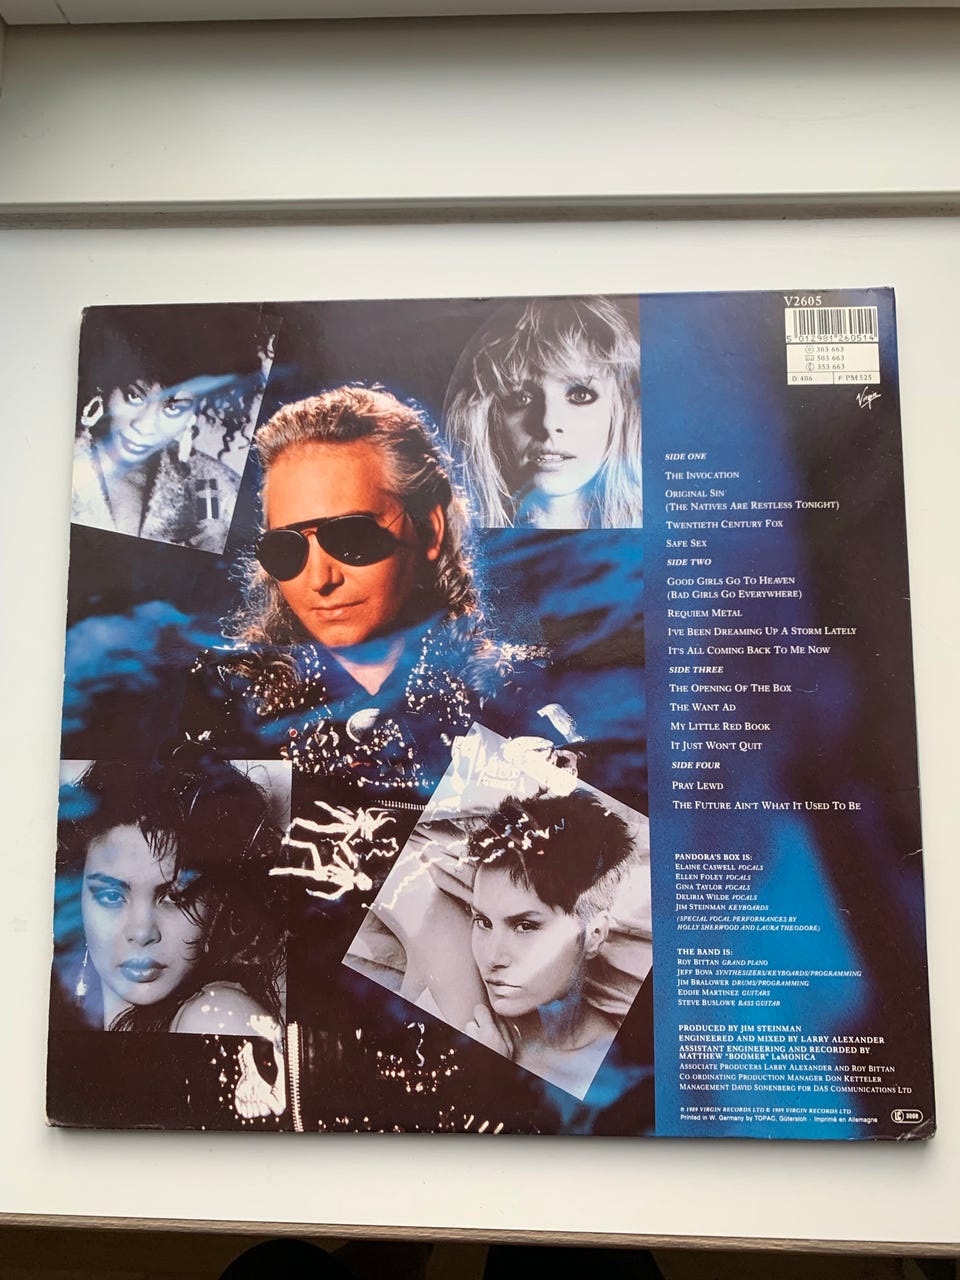 V2605
5 012981 260514
303 663
503 663
353 663
D 406 F: PM 525
Virgin
SIDE ONE
THE INVOCATION
ORIGINAL SIN
(THE NATIVES ARE RESTLESS TONIGHT)
TWENTIETH CENTURY FOX
SAFE SEX
SIDE TWO
GOOD GIRLS GO TO HEAVEN
(BAD GIRLS GO EVERYWHERE)
REQUIEM METAL
I'VE BEEN DREAMING UP A STORM LATELY
IT'S ALL COMING BACK TO ME NOW
SIDE THREE
THE OPENING OF THE BOX
THE WANT AD
MY LITTLE RED BOOK
IT JUST WON'T QUIT
SIDE FOUR
PRAY LEWD
THE FUTURE AIN'T WHAT IT USED TO BE
PANDORA'S BOX IS:
ELAINE CASWELL VOCALS
ELLEN FOLEY VOCALS
GINA TAYLOR VOCALS
DELIRIA WILDE VOCALS
JIM STEINMAN KEYBOARDS
(SPECIAL VOCAL PERFORMANCES BY
HOLLY SHERWOOD AND LAURA THEODORE)
THE BAND IS:
ROY BITTAN GRAND PIANO
JEFF BOVA SYNTHESIZERS/KEYBOARDS/PROGRAMMING
JIM BRALOWER DRUMS/PROGRAMMING
EDDIE MARTINEZ GUITARS
STEVE BUSLOWE BASS GUITAR
PRODUCED BY JIM STEINMAN
ENGINEERED AND MIXED BY LARRY ALEXANDER
ASSISTANT ENGINEERING AND RECORDED BY
MATTHEW "BOOMER" LaMONICA
ASSOCIATE PRODUCERS LARRY ALEXANDER AND ROY BITTAN
CO-ORDINATING PRODUCTION MANAGER DON KETTELER
MANAGEMENT DAVID SONENBERG FOR DAS COMMUNICATIONS LTD
℗ 1989 VIRGIN RECORDS LTD © 1989 VIRGIN RECORDS LTD
Printed in W. Germany by TOPAC, Gütersloh · Imprimé en Allemagne
LC 3098